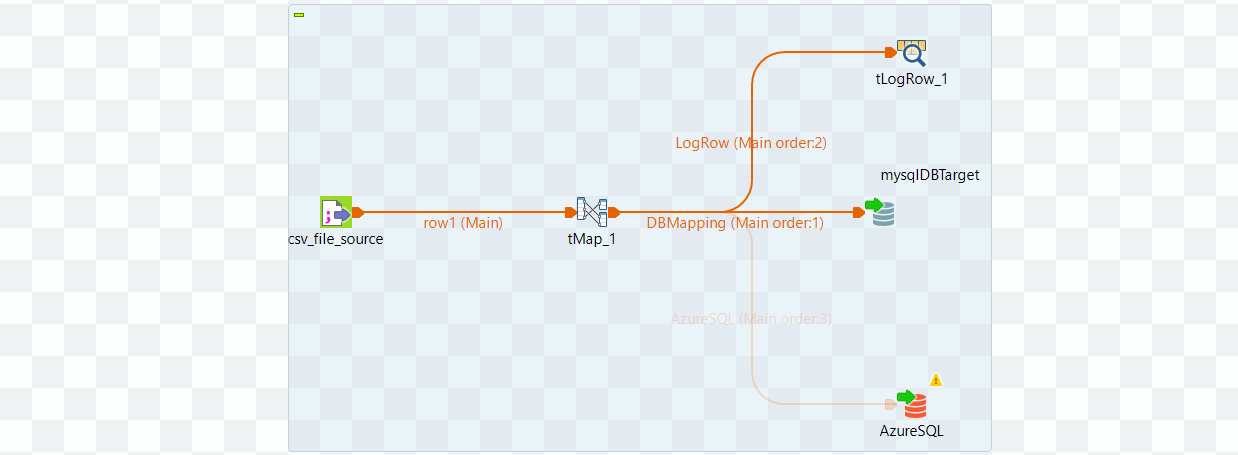 tLogRow_1
LogRow (Main order:2)
mysqlDBTarget
row1 (Main)
DBMapping (Main order:1)
csv_file_source
tMap_1
AzureSQL (Main order:3)
AzureSQL